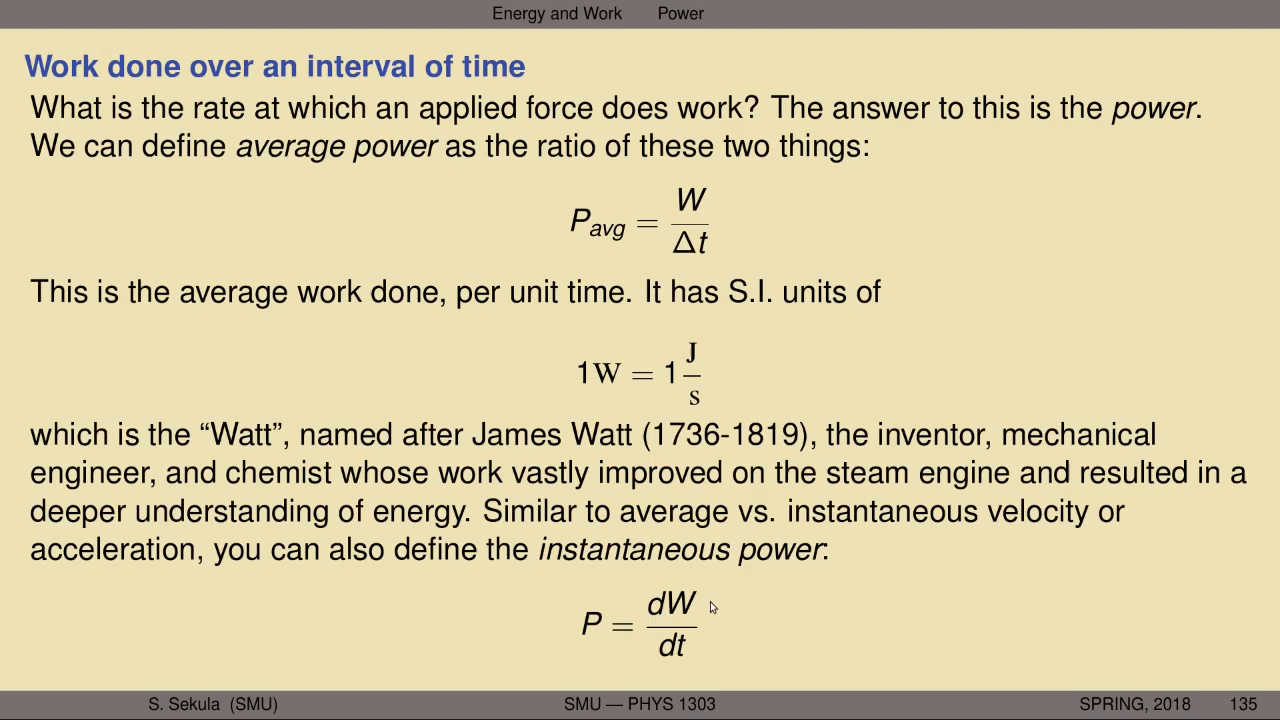 Energy and Work Power
Work done over an interval of time
What is the rate at which an applied force does work? The answer to this is the power.
We can define average power as the ratio of these two things:
P_avg = W/Δt
This is the average work done, per unit time. It has S.I. units of
1W = 1 J/s
which is the “Watt”, named after James Watt (1736-1819), the inventor, mechanical
engineer, and chemist whose work vastly improved on the steam engine and resulted in a
deeper understanding of energy. Similar to average vs. instantaneous velocity or
acceleration, you can also define the instantaneous power:
P = dW/dt
S. Sekula (SMU) SMU — PHYS 1303 SPRING, 2018 135